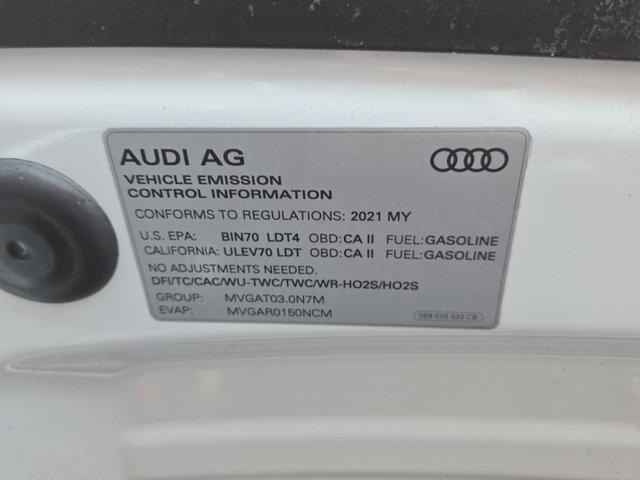 AUDI AG
VEHICLE EMISSION
CONTROL INFORMATION
CONFORMS TO REGULATIONS: 2021 MY
U.S. EPA: BIN70 LDT4 OBD:CA II FUEL:GASOLINE
CALIFORNIA: ULEV70 LDT OBD:CA II FUEL:GASOLINE
NO ADJUSTMENTS NEEDED.
DFI/TC/CAC/WU-TWC/TWC/WR-HO2S/HO2S
GROUP: MVGAT03.0N7M
EVAP: MVGAR0150NCM